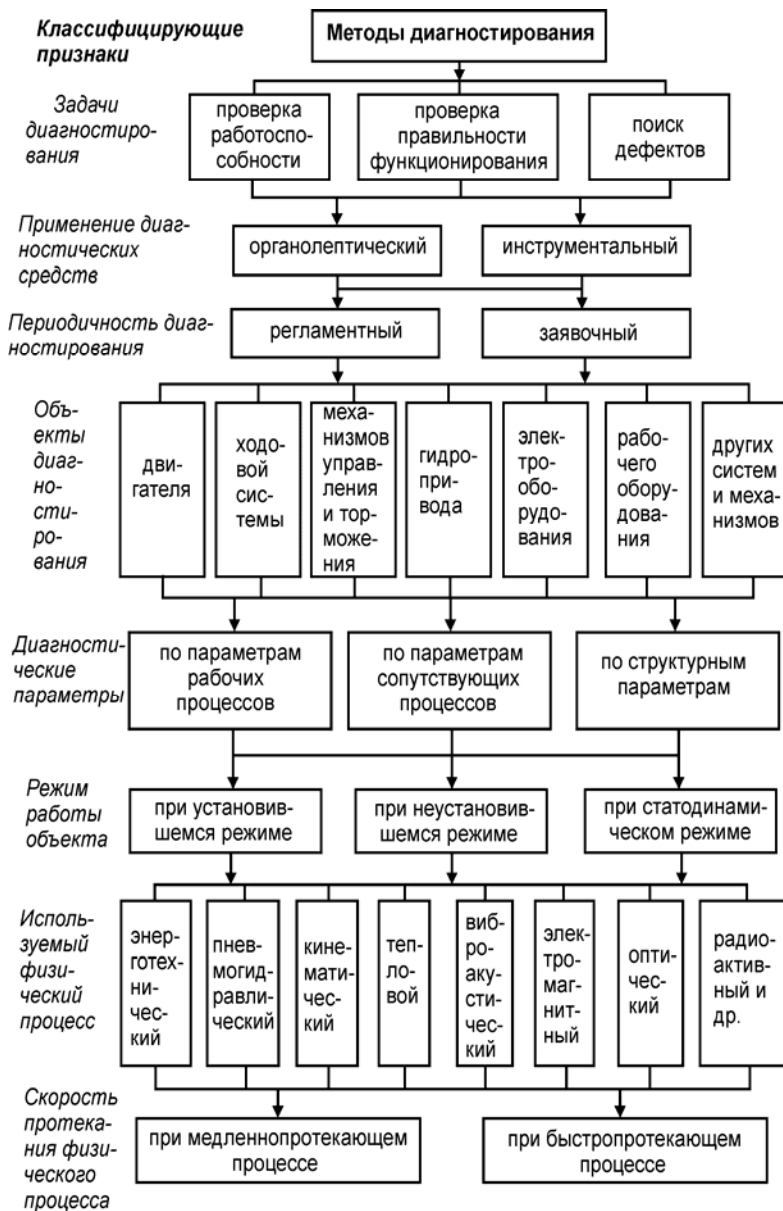 Классифицирующие
признаки
Методы диагностирования
Задачи
диагностиро-
вания
проверка
работоспо-
собности
проверка
правильности
функционирования
поиск
дефектов
Применение диаг-
ностических
средств
органолептический
инструментальный
Периодичность диаг-
ностирования
регламентный
заявочный
Объ-
екты
диаг-
но-
сти-
ро-
вания
дви-
гателя
ходо-
вой сис-
темы
меха-
низмов
управ-
ления
и тор-
можения
гидро-
при-
вода
элек-
тро-
обо-
рудо-
вания
рабо-
чего
обору-
дова-
ния
других
систем
и меха-
низмов
Диагности-
ческие
параметры
по параметрам
рабочих
процессов
по параметрам
сопутствующих
процессов
по структурным
параметрам
Режим
работы
объекта
при установив-
шемся режиме
при неустановив-
шемся режиме
при статодинами-
ческом режиме
Исполь-
зуемый
физи-
ческий
процесс
энер-
готех-
ни-
чес-
кий
пнев-
могид-
равли-
ческий
кине-
мати-
чес-
кий
теп-
ло-
вой
виб-
ро-
аку-
сти-
чес-
кий
элек-
тро-
маг-
нит-
ный
опти-
чес-
кий
радио-
актив-
ный и
др.
Скорость
протека-
ния физи-
ческого
процесса
при медленнопротекающем
процессе
при быстропротекающем
процессе